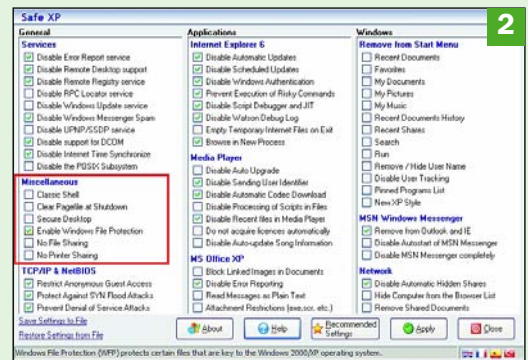 Safe XP
2
General
Services
Disable Error Report service
Disable Remote Desktop support
Disable Remote Registry service
Disable RPC Locator service
Disable Windows Update service
Disable Windows Messenger Spam
Disable UPNP/SSDP service
Disable support for DCOM
Disable Internet Time Synchronize
Disable the POSIX Subsystem
Miscellaneous
Classic Shell
Clear Pagefile at Shutdown
Secure Desktop
Enable Windows File Protection
No File Sharing
No Printer Sharing
TCP/IP & NetBIOS
Restrict Anonymous Guest Access
Protect Against SYN Flood Attacks
Prevent Denial of Service Attacks
Applications
Internet Explorer 6
Disable Automatic Updates
Disable Scheduled Updates
Disable Windows Authentication
Prevent Execution of Risky Commands
Disable Script Debugger and JIT
Disable Watson Debug Log
Empty Temporary Internet Files on Exit
Browse in New Process
Media Player
Disable Auto Upgrade
Disable Sending User Identifier
Disable Automatic Codec Download
Disable Processing of Scripts in Files
Disable Recent files in Media Player
Do not acquire licences automatically
Disable Auto-update Song Information
MS Office XP
Block Linked Images in Documents
Disable Error Reporting
Read Messages as Plain Text
Attachment Restrictions (exe,scr, etc.)
Windows
Remove from Start Menu
Recent Documents
Favorites
My Documents
My Pictures
My Music
Recent Documents History
Recent Shares
Search
Run
Remove / Hide User Name
Disable User Tracking
Pinned Programs List
New XP Style
MSN Windows Messenger
Remove from Outlook and IE
Disable Autostart of MSN Messenger
Disable MSN Messenger completely
Network
Disable Automatic Hidden Shares
Hide Computer from the Browser List
Remove Shared Documents
Save Settings to File
Restore Settings from File
About
Help
Recommended
Settings
Apply
Close
Windows File Protection (WFP) protects certain files that are key to the Windows 2000/XP operating system.